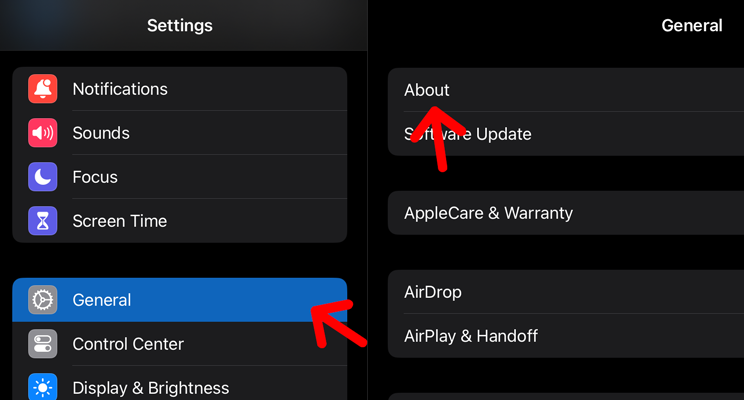 Settings
Notifications
Sounds
Focus
Screen Time
General
Control Center
Display & Brightness
General
About
Software Update
AppleCare & Warranty
AirDrop
AirPlay & Handoff